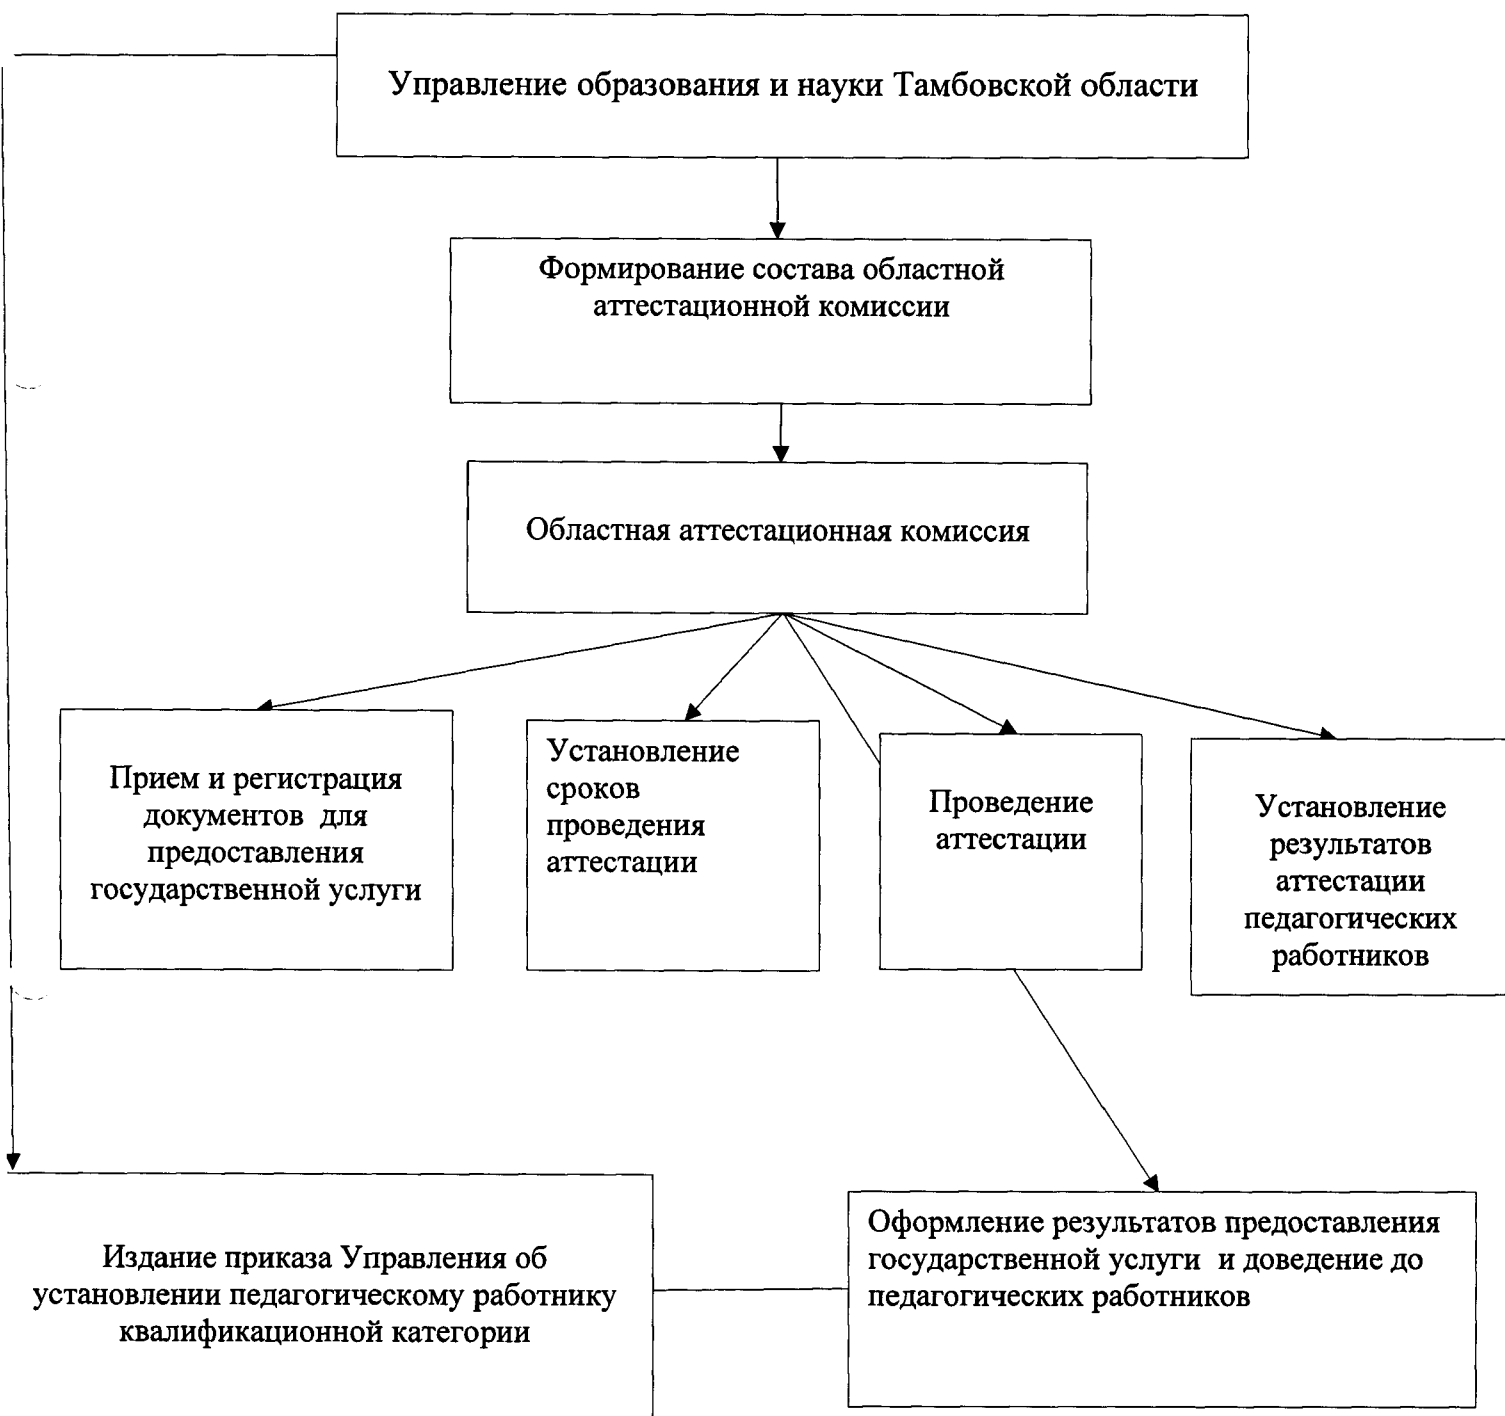 Управление образования и науки Тамбовской области
Формирование состава областной
аттестационной комиссии
Областная аттестационная комиссия
Прием и регистрация
документов для
предоставления
государственной услуги
Установление
сроков
проведения
аттестации
Проведение
аттестации
Установление
результатов
аттестации
педагогических
работников
Издание приказа Управления об
установлении педагогическому работнику
квалификационной категории
Оформление результатов предоставления
государственной услуги и доведение до
педагогических работников